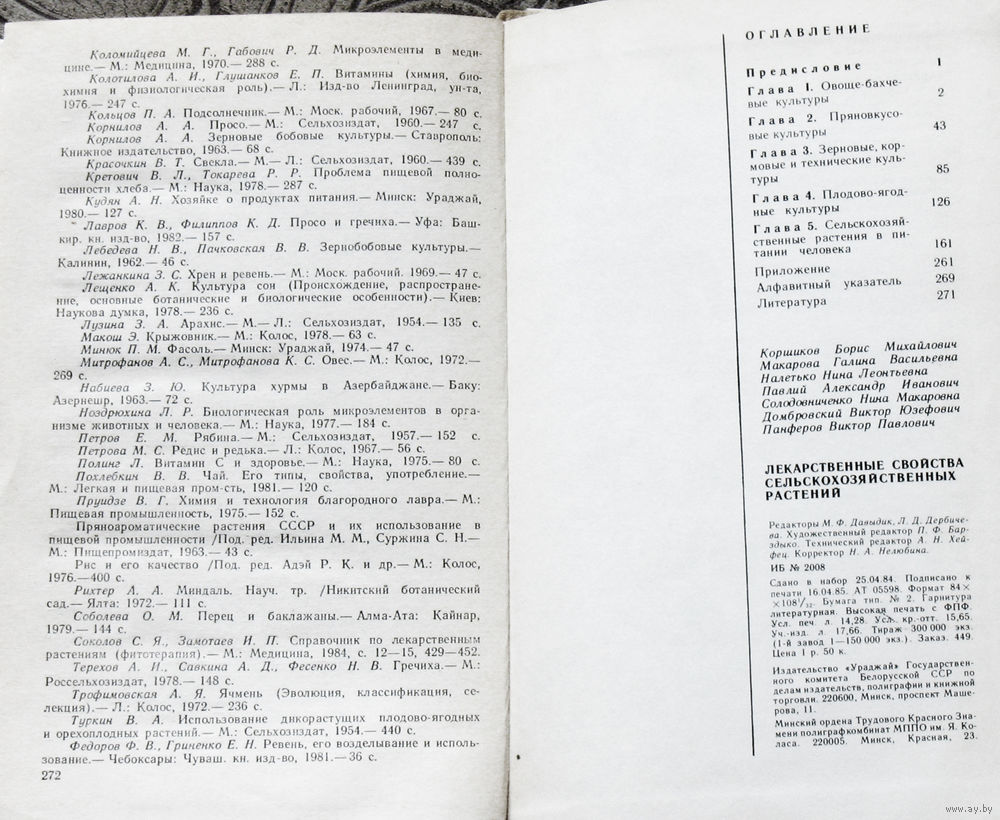 Коломийцева М. Г., Габович Р. Д. Микроэлементы в меди-
цине.— М.: Медицина, 1970.— 288 с.
Колотилова А. И., Глушанков Е. П. Витамины (химия, био-
химия и физиологическая роль).— Л.: Изд-во Ленинград, ун-та,
1976.— 247 с.
Кольцов П. А. Подсолнечник.— М.: Моск. рабочий, 1967.— 80 с.
Корнилов А. А. Просо.— М.: Сельхозиздат, 1960.— 247 с.
Корнилов А. А. Зерновые бобовые культуры.— Ставрополь:
Книжное издательство, 1963.— 68 с.
Красочкин В. Т. Свекла.— М.— Л.: Сельхозиздат, 1960.— 439 с.
Кретович В. Л., Токарева Р. Р. Проблема пищевой полно-
ценности хлеба.— М.: Наука, 1978.— 287 с.
Кудян А. Н. Хозяйке о продуктах питания.— Минск: Ураджай,
1980.— 127 с.
Лавров К. В., Филиппов К. Д. Просо и гречиха.— Уфа: Баш-
кир. кн. изд-во, 1982.— 157 с.
Лебедева Н. В., Пачковская В. В. Зернобобовые культуры.—
Калинин, 1962.— 46 с.
Лежанкина З. С. Хрен и ревень.— М.: Моск. рабочий. 1969.— 47 с.
Лещенко А. К. Культура сои (Происхождение, распростране-
ние, основные ботанические и биологические особенности).— Киев:
Наукова думка, 1978.— 236 с.
Лузина З. А. Арахис.— М.— Л.: Сельхозиздат, 1954.— 135 с.
Макош Э. Крыжовник.— М.: Колос, 1978.— 63 с.
Минюк П. М. Фасоль.— Минск: Ураджай, 1974.— 47 с.
Митрофанов А. С., Митрофанова К. С. Овес.— М.: Колос, 1972.—
269 с.
Набиева З. Ю. Культура хурмы в Азербайджане.— Баку:
Азернешр, 1963.— 72 с.
Ноздрюхина Л. Р. Биологическая роль микроэлементов в орга-
низме животных и человека.— М.: Наука, 1977.— 184 с.
Петров Е. М. Рябина.— М.: Сельхозиздат, 1957.— 152 с.
Петрова М. С. Редис и редька.— Л.: Колос, 1967.— 56 с.
Полинг Л. Витамин С и здоровье.— М.: Наука, 1975.— 80 с.
Похлебкин В. В. Чай. Его типы, свойства, употребление.—
М.: Легкая и пищевая пром-сть, 1981.— 120 с.
Пруидзе В. Г. Химия и технология благородного лавра.— М.:
Пищевая промышленность, 1975.— 152 с.
Пряноароматические растения СССР и их использование в
пищевой промышленности /Под. ред. Ильина М. М., Суржина С. Н.—
М.: Пищепромиздат, 1963.— 43 с.
Рис и его качество /Под. ред. Адэй Р. К. и др.— М.: Колос,
1976.—400 с.
Рихтер А. А. Миндаль. Науч. тр. /Никитский ботанический
сад.— Ялта: 1972.— 111 с.
Соболева О. М. Перец и баклажаны.— Алма-Ата: Кайнар,
1979.— 144 с.
Соколов С. Я., Замотаев И. П. Справочник по лекарственным
растениям (фитотерапия).— М.: Медицина, 1984, с. 12—15, 429—452.
Терехов А. И., Савкина А. Д., Фесенко Н. В. Гречиха.— М.:
Россельхозиздат, 1978.— 148 с.
Трофимовская А. Я. Ячмень (Эволюция, классификация, се-
лекция).— Л.: Колос, 1972.— 236 с.
Туркин В. А. Использование дикорастущих плодово-ягодных
и орехоплодных растений.— М.: Сельхозиздат, 1954.— 440 с.
Федоров Ф. В., Гриненко Е. Н. Ревень, его возделывание и исполь-
зование.— Чебоксары: Чуваш. кн. изд-во, 1981.—36 с.
272
ОГЛАВЛЕНИЕ
Предисловие 1
Глава 1. Овоще-бахче-
вые культуры 2
Глава 2. Пряновкусо-
вые культуры 43
Глава 3. Зерновые, кор-
мовые и технические куль-
туры 85
Глава 4. Плодово-ягод-
ные культуры 126
Глава 5. Сельскохозяй-
ственные растения в пи-
тании человека 161
Приложение 261
Алфавитный указатель 269
Литература 271
Коршиков Борис Михайлович
Макарова Галина Васильевна
Налетько Нина Леонтьевна
Павлий Александр Иванович
Солодовниченко Нина Макаровна
Домбровский Виктор Юзефович
Панферов Виктор Павлович
ЛЕКАРСТВЕННЫЕ СВОЙСТВА
СЕЛЬСКОХОЗЯЙСТВЕННЫХ
РАСТЕНИЙ
Редакторы М. Ф. Давыдик, Л. Д. Дербиче-
ва. Художественный редактор П. Ф. Бар-
здыко. Технический редактор А. Н. Хей-
фец. Корректор Н. А. Нелюбина.
ИБ № 2008
Сдано в набор 25.04.84. Подписано к
печати 16.04.85. АТ 05598. Формат 84×
×108¹/₃₂. Бумага тип. № 2. Гарнитура
литературная. Высокая печать с ФПФ.
Усл. печ. л. 14,28. Усл. кр.-отт. 15,65.
Уч.-изд. л. 17,66. Тираж 300 000 экз.
(1-й завод 1—150 000 экз.). Заказ. 449.
Цена 1 р. 50 к.
Издательство «Ураджай» Государствен-
ного комитета Белорусской ССР по
делам издательств, полиграфии и книжной
торговли. 220600, Минск, проспект Маше-
рова, 11.
Минский ордена Трудового Красного Зна-
мени полиграфкомбинат МППО им. Я. Ко-
ласа. 220005. Минск, Красная, 23.
www.ay.by